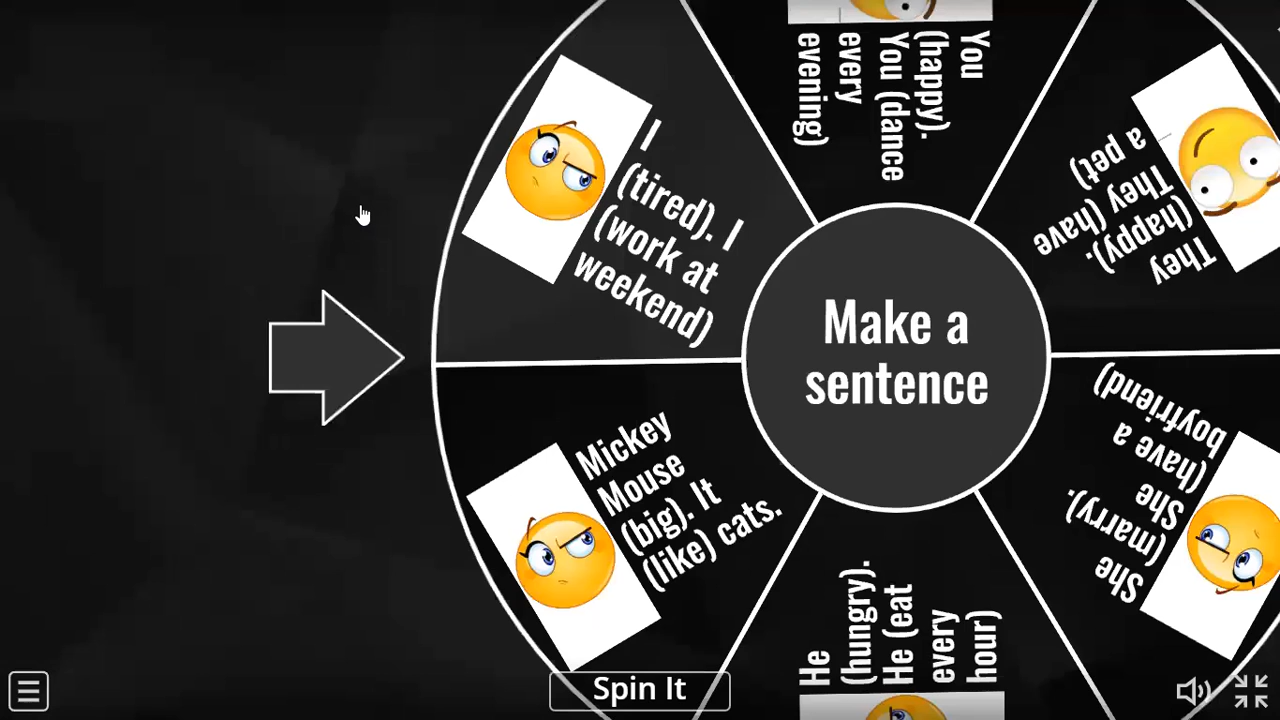 I
(tired). I
(work at
weekend)
You
(happy).
You (dance
every
evening)
They
(happy).
They (have
a pet)
Make a
sentence
Mickey
Mouse
(big). It
(like) cats.
He
(hungry).
He (eat
every
hour)
She
(marry).
She
(have a
boyfriend)
Spin It